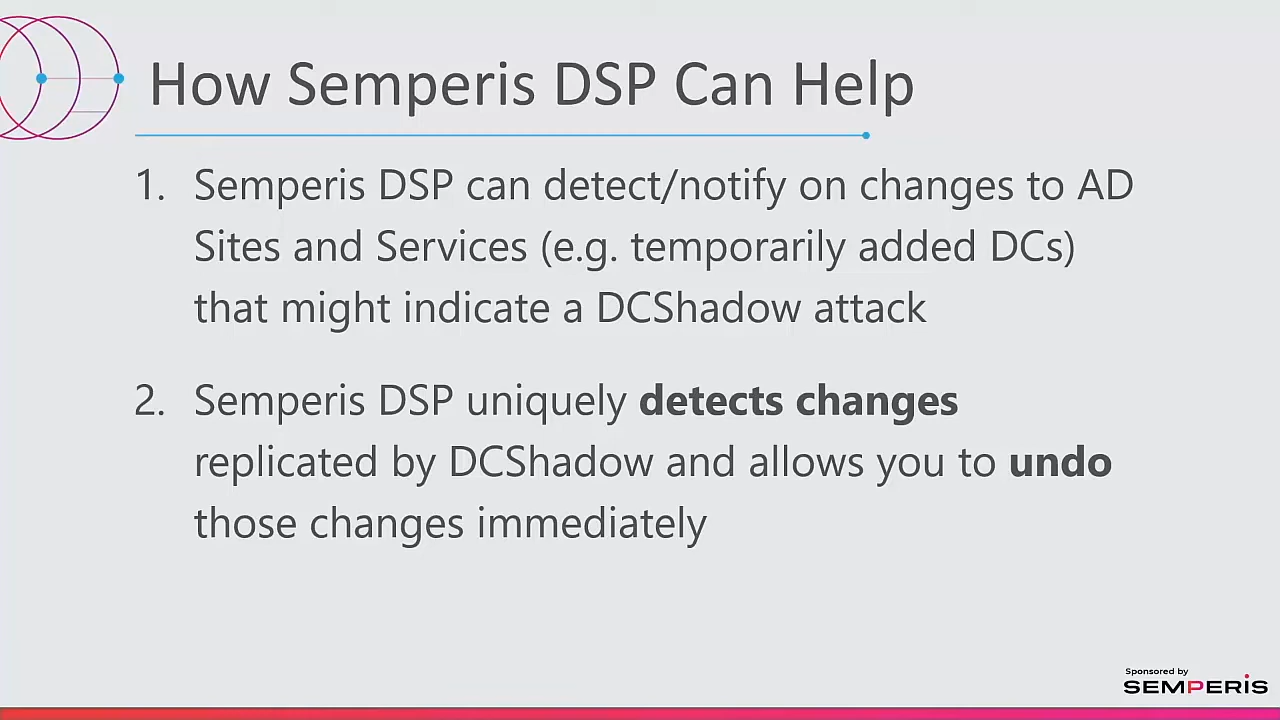 How Semperis DSP Can Help
1. Semperis DSP can detect/notify on changes to AD
Sites and Services (e.g. temporarily added DCs)
that might indicate a DCShadow attack
2. Semperis DSP uniquely detects changes
replicated by DCShadow and allows you to undo
those changes immediately
Sponsored by
SEMPERIS